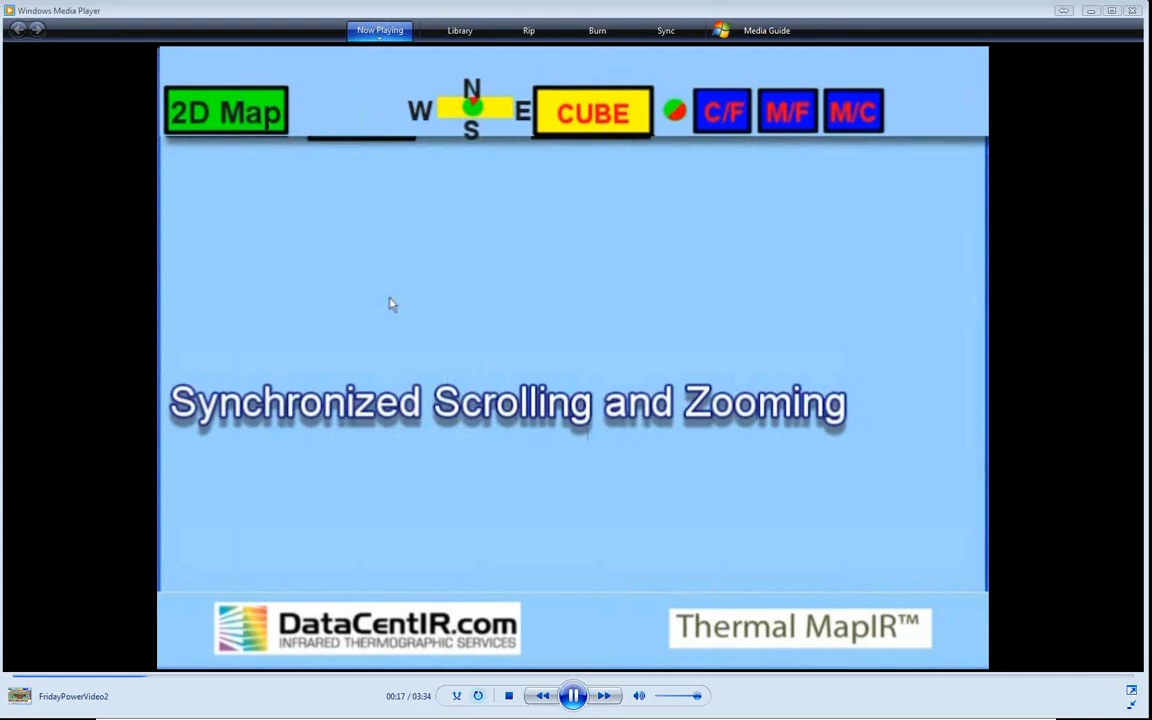 Windows Media Player
Now Playing
Library
Rip
Burn
Sync
Media Guide
2D Map
N
W
E
S
CUBE
C/F
M/F
M/C
Synchronized Scrolling and Zooming
DataCentIR.com
INFRARED THERMOGRAPHIC SERVICES
Thermal MapIR™
FridayPowerVideo2
00:17 / 03:34